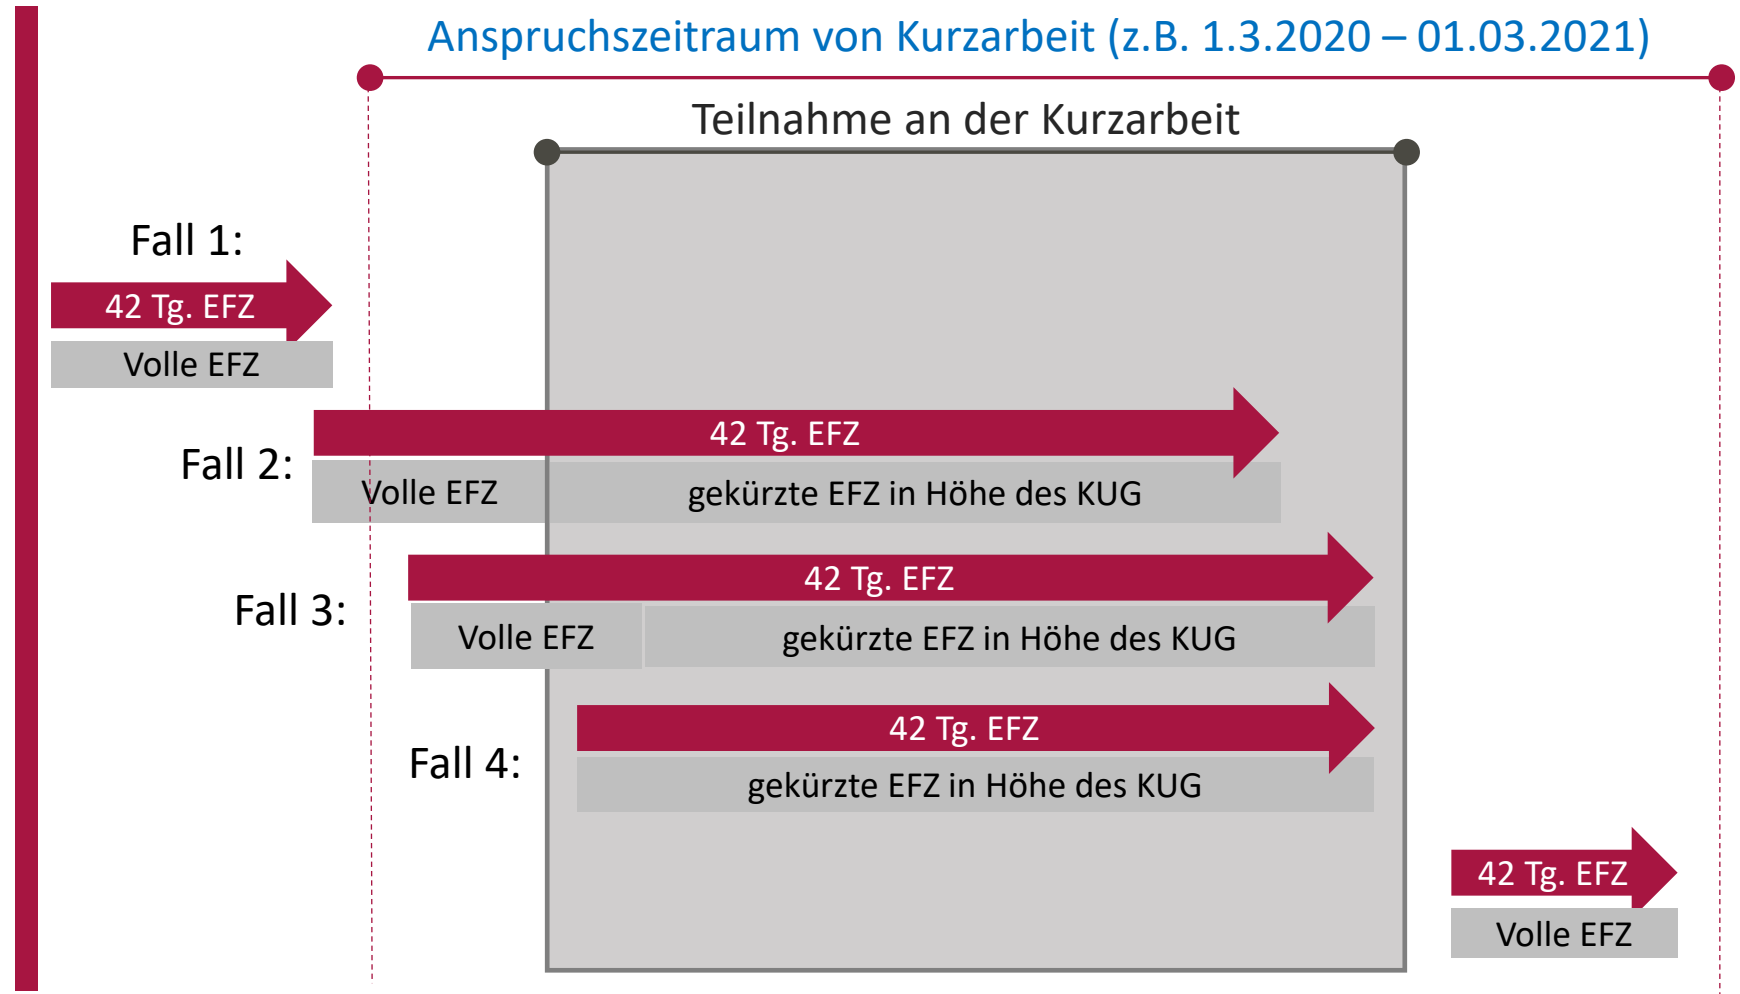 Anspruchszeitraum von Kurzarbeit (z.B. 1.3.2020 – 01.03.2021)
Teilnahme an der Kurzarbeit
Fall 1:
42 Tg. EFZ
Volle EFZ
Fall 2:
42 Tg. EFZ
Volle EFZ
gekürzte EFZ in Höhe des KUG
Fall 3:
42 Tg. EFZ
Volle EFZ
gekürzte EFZ in Höhe des KUG
Fall 4:
42 Tg. EFZ
gekürzte EFZ in Höhe des KUG
42 Tg. EFZ
Volle EFZ